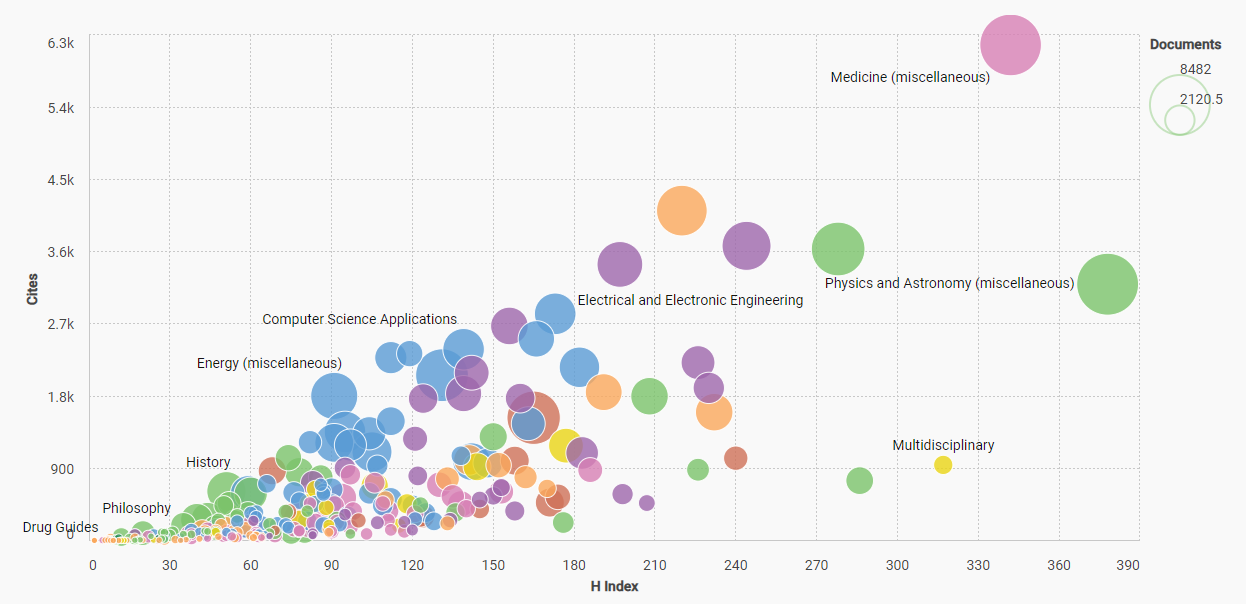 6.3k
5.4k
4.5k
3.6k
2.7k
1.8k
900
0
Cites
Medicine (miscellaneous)
Physics and Astronomy (miscellaneous)
Electrical and Electronic Engineering
Computer Science Applications
Energy (miscellaneous)
Multidisciplinary
History
Philosophy
Drug Guides
0 30 60 90 120 150 180 210 240 270 300 330 360 390
H Index
Documents
8482
2120.5